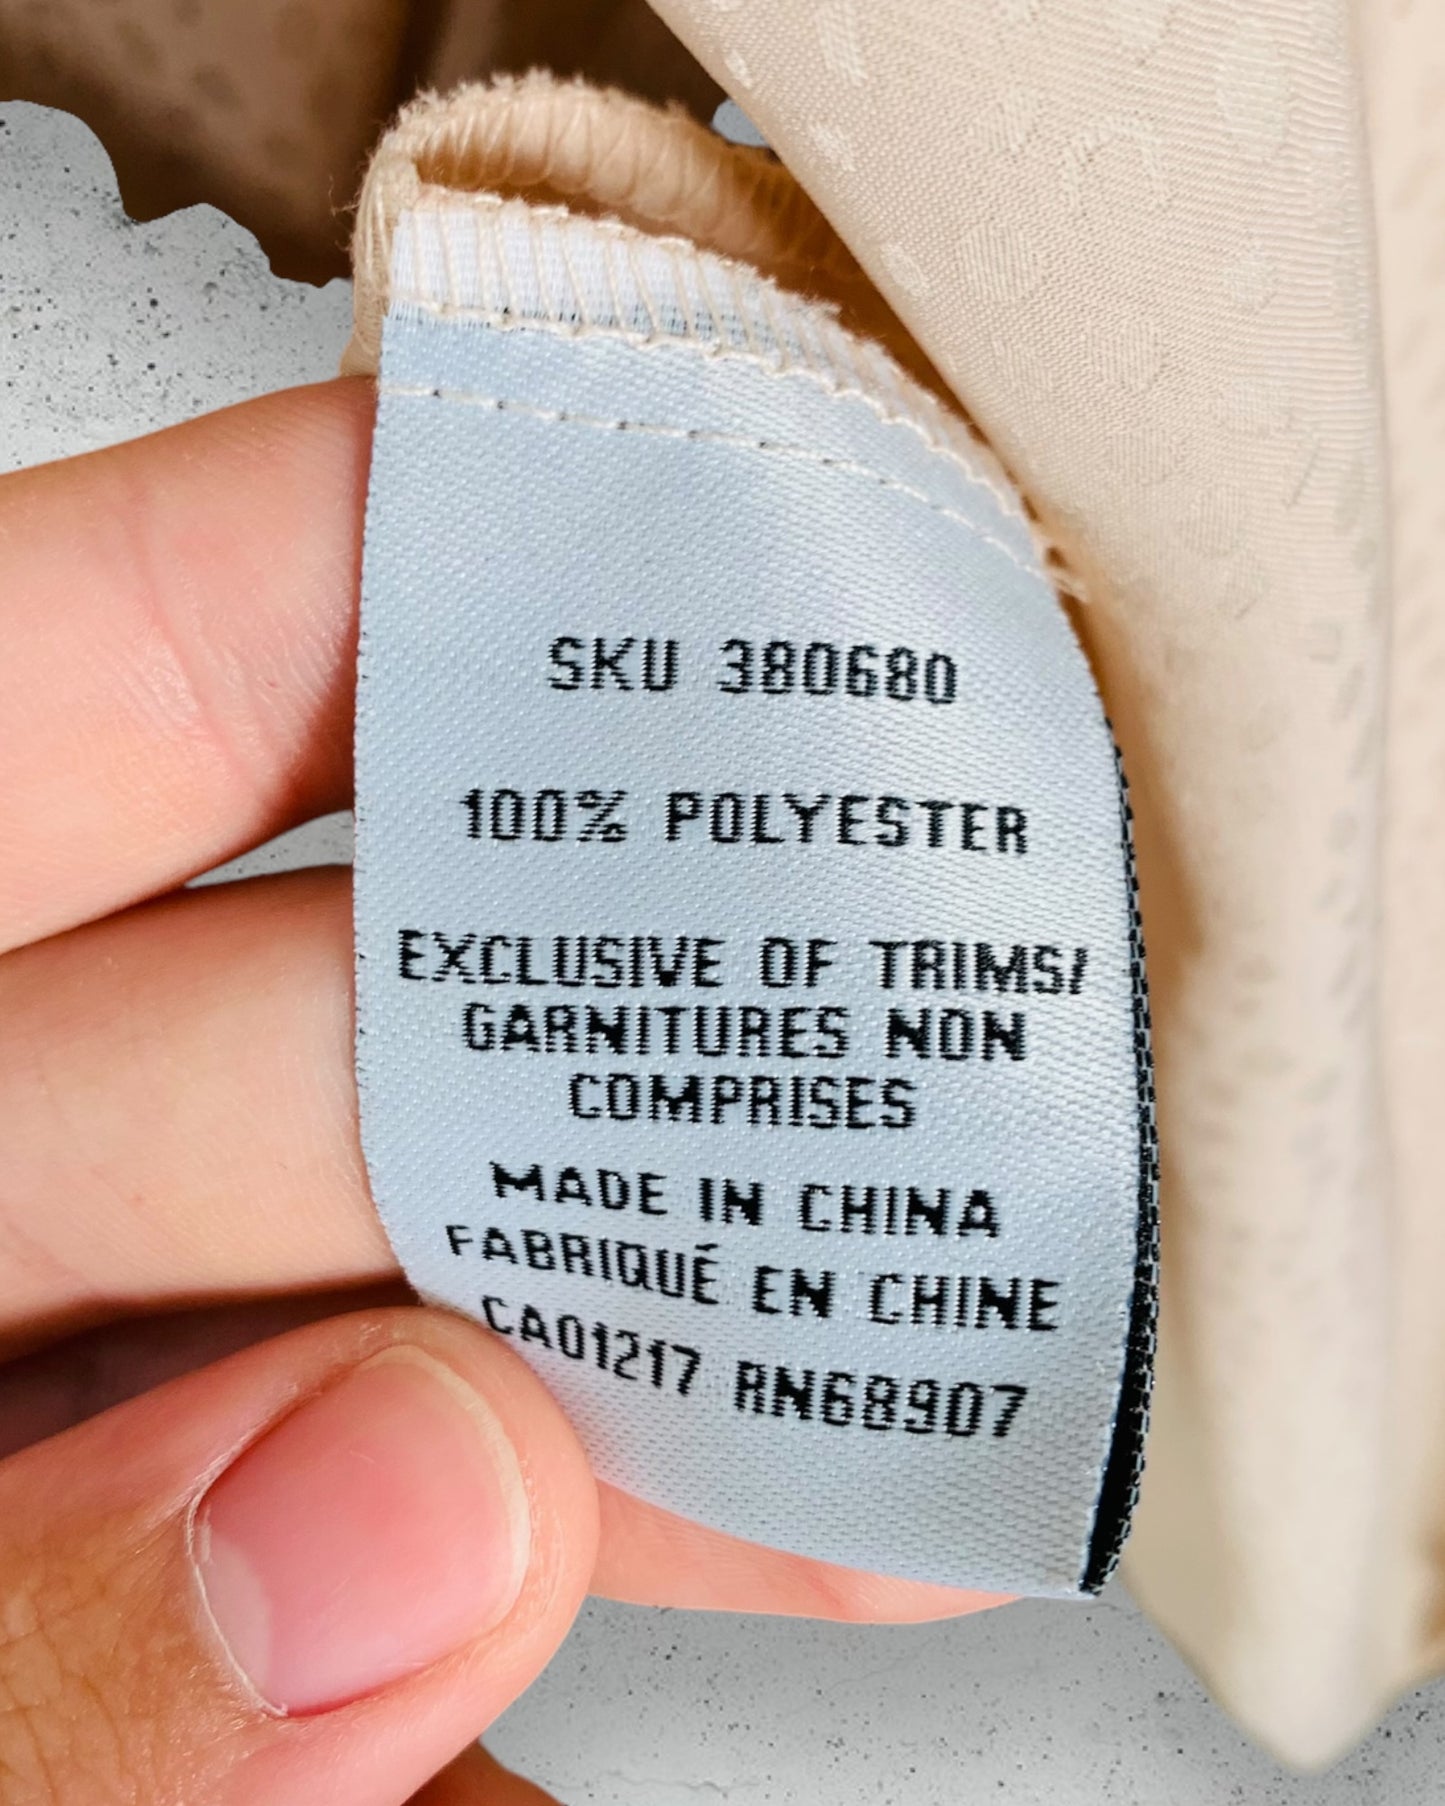 SKU 380680
100% POLYESTER
EXCLUSIVE OF TRIMS/
GARNITURES NON
COMPRISES
MADE IN CHINA
FABRIQUÉ EN CHINE
CA01217 RN68907